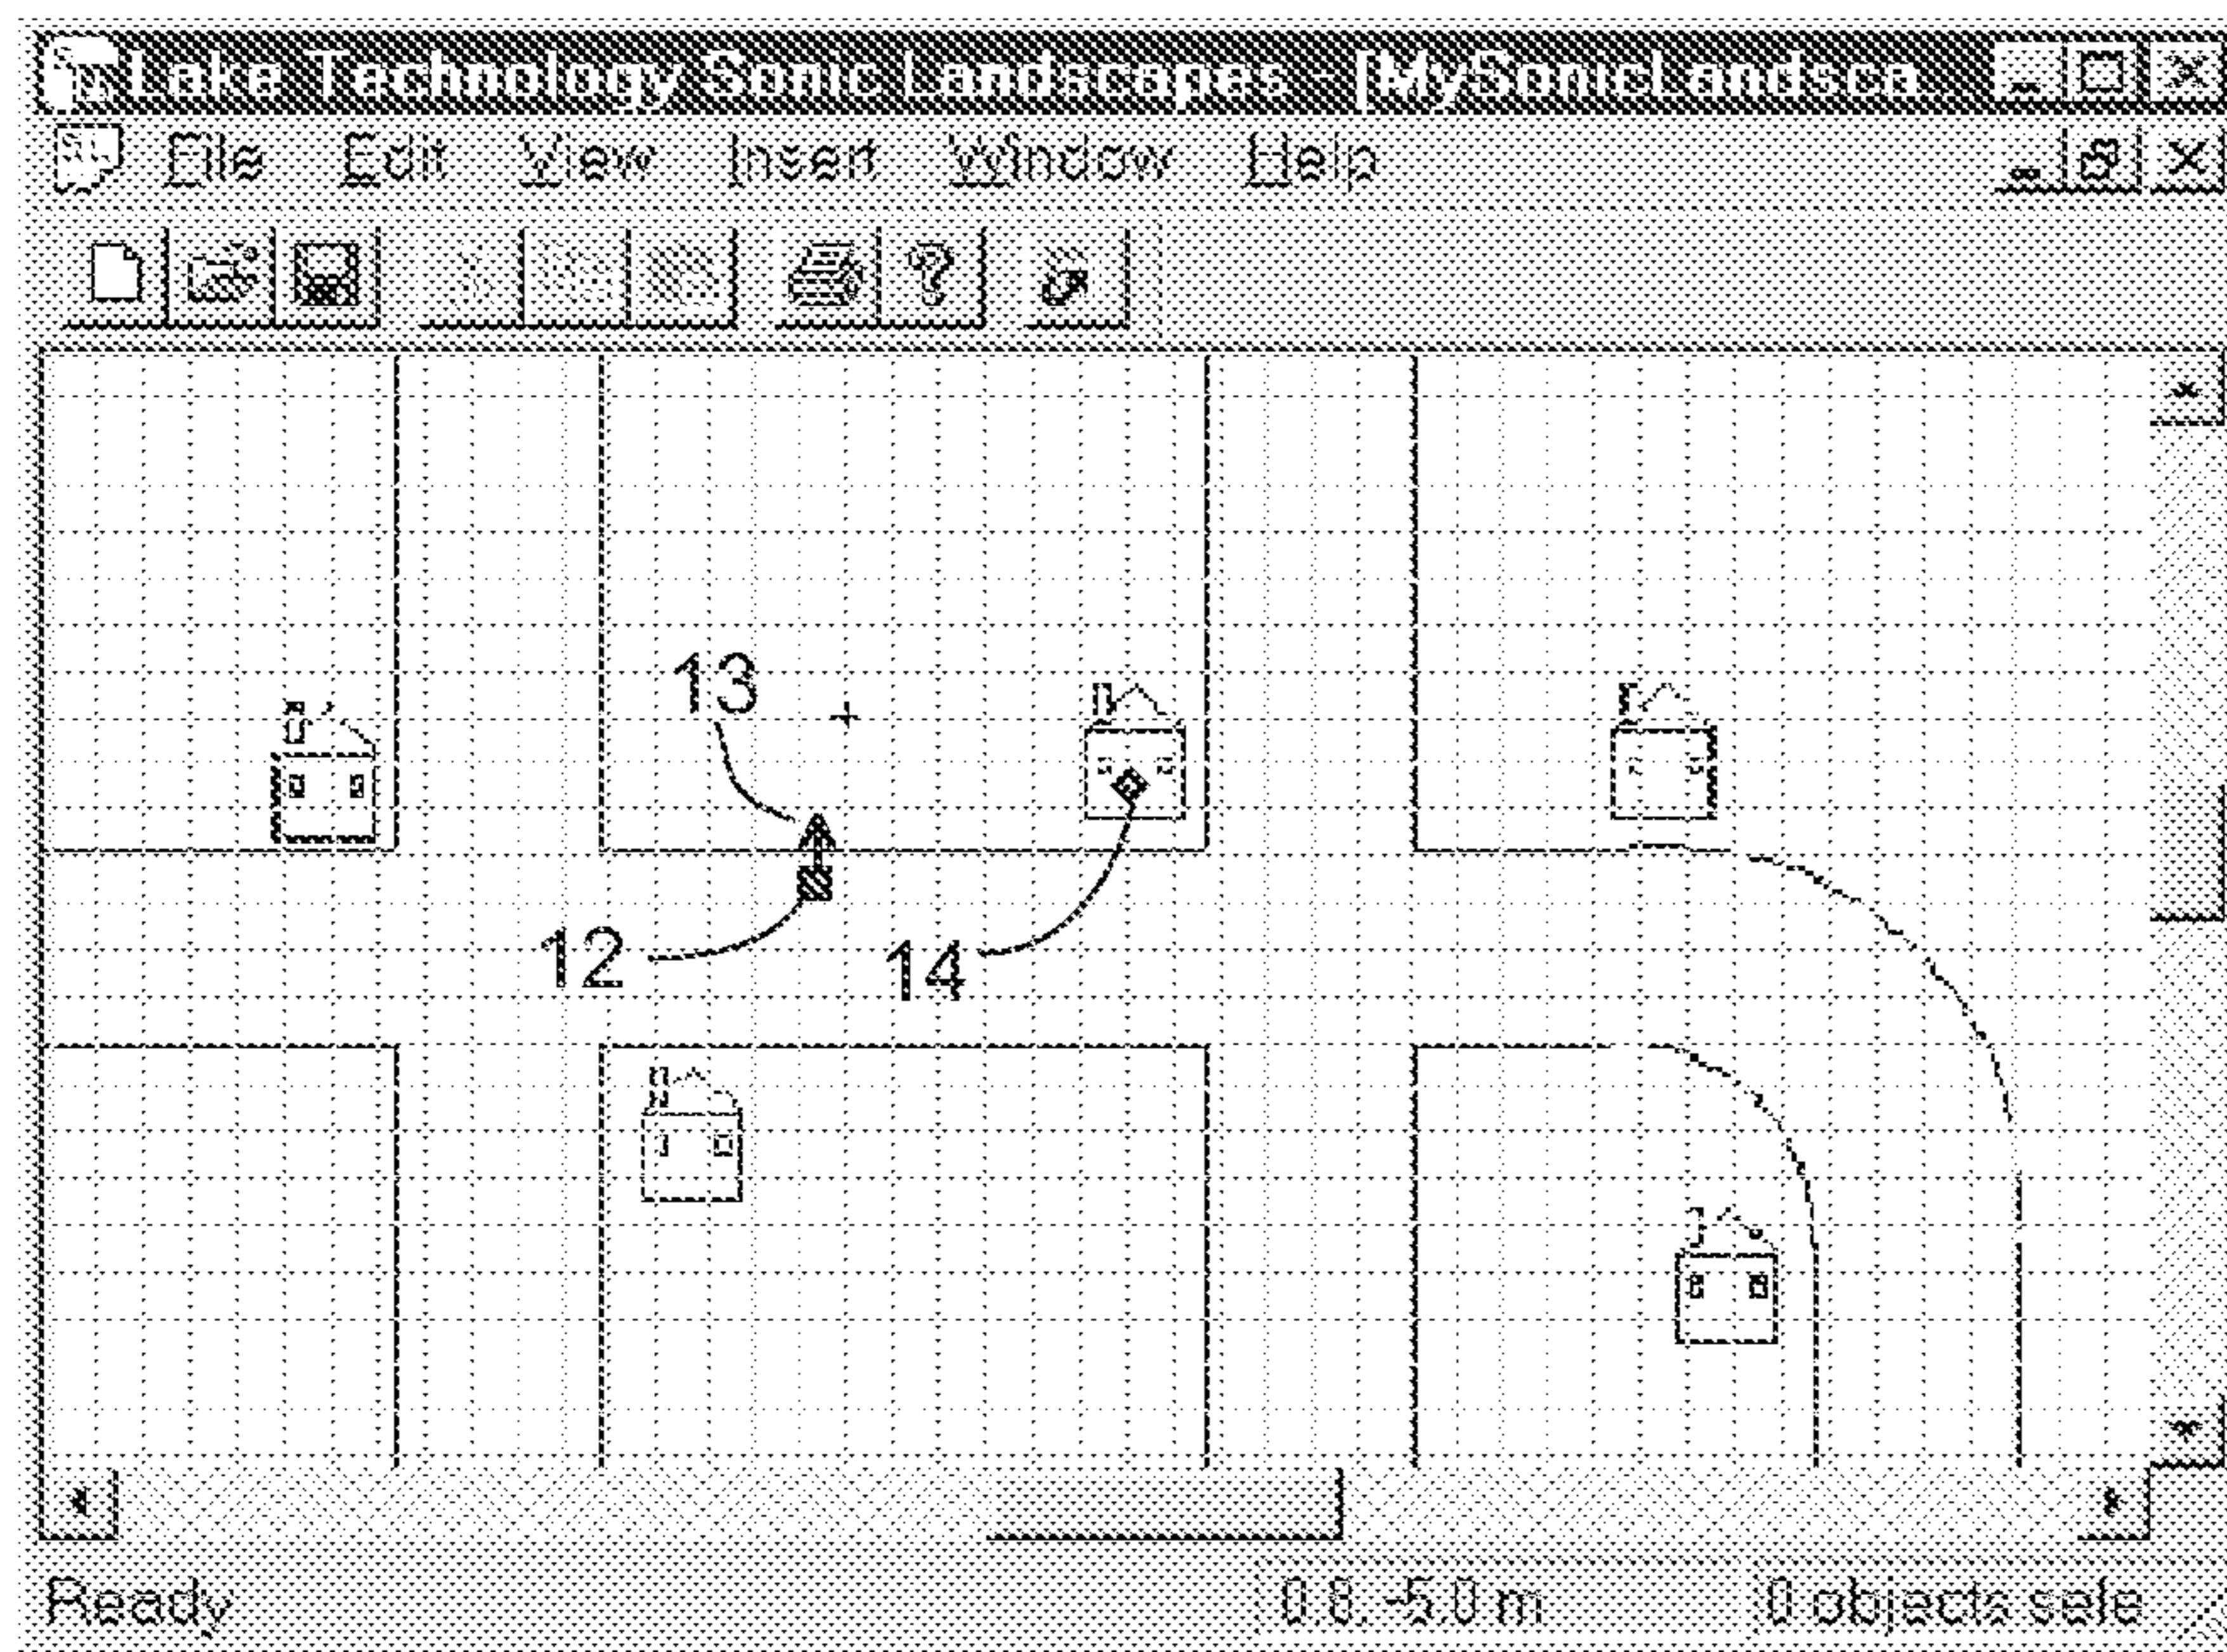 Lake Technology Sonic Landscapes - [MySonicLandsca
File Edit View Insert Window Help
13
12
14
Ready 0.8, -5.0 m 0 objects sele